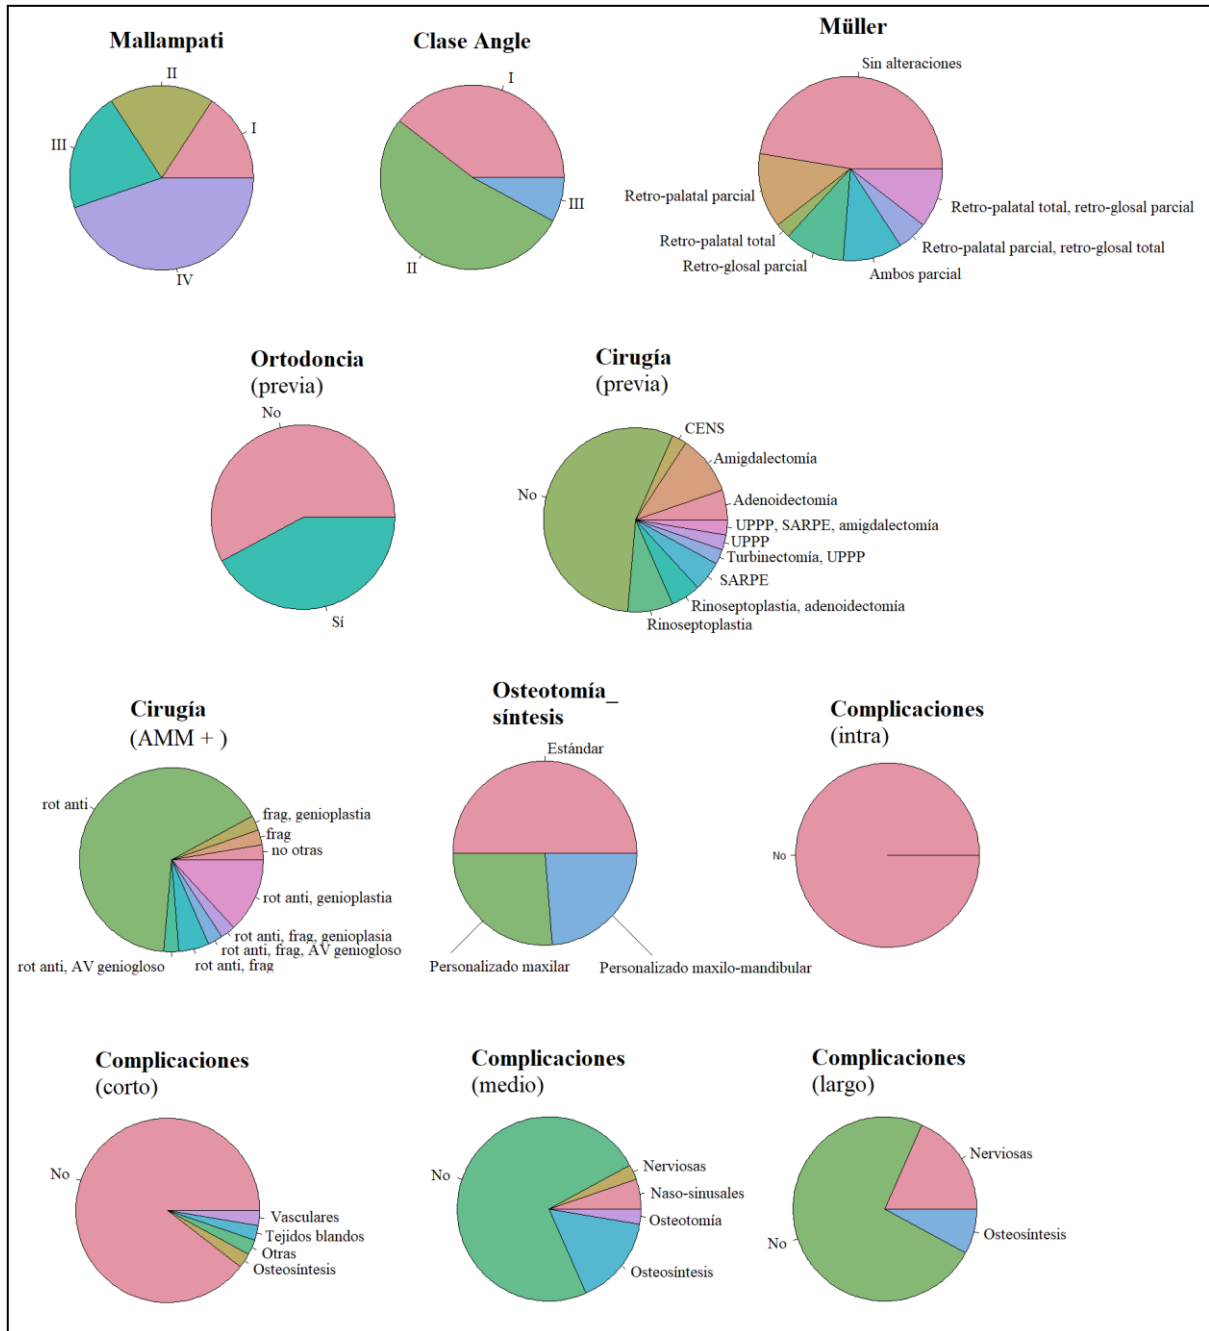 Mallampati
II
I
III
IV
Clase Angle
I
III
II
Müller
Sin alteraciones
Retro-palatal parcial
Retro-palatal total, retro-glosal parcial
Retro-palatal total
Retro-palatal parcial, retro-glosal total
Retro-glosal parcial
Ambos parcial
Ortodoncia
(previa)
No
Sí
Cirugía
(previa)
CENS
Amigdalectomía
No
Adenoidectomía
UPPP, SARPE, amigdalectomía
UPPP
Turbinectomía, UPPP
SARPE
Rinoseptoplastia, adenoidectomía
Rinoseptoplastia
Cirugía
(AMM + )
rot anti
frag, genioplastia
frag
no otras
rot anti, genioplastia
rot anti, frag, genioplasia
rot anti, frag, AV geniogloso
rot anti, AV geniogloso
rot anti, frag
Osteotomía_
síntesis
Estándar
Personalizado maxilar
Personalizado maxilo-mandibular
Complicaciones
(intra)
No
Complicaciones
(corto)
No
Vasculares
Tejidos blandos
Otras
Osteosíntesis
Complicaciones
(medio)
No
Nerviosas
Naso-sinusales
Osteotomía
Osteosíntesis
Complicaciones
(largo)
Nerviosas
Osteosíntesis
No